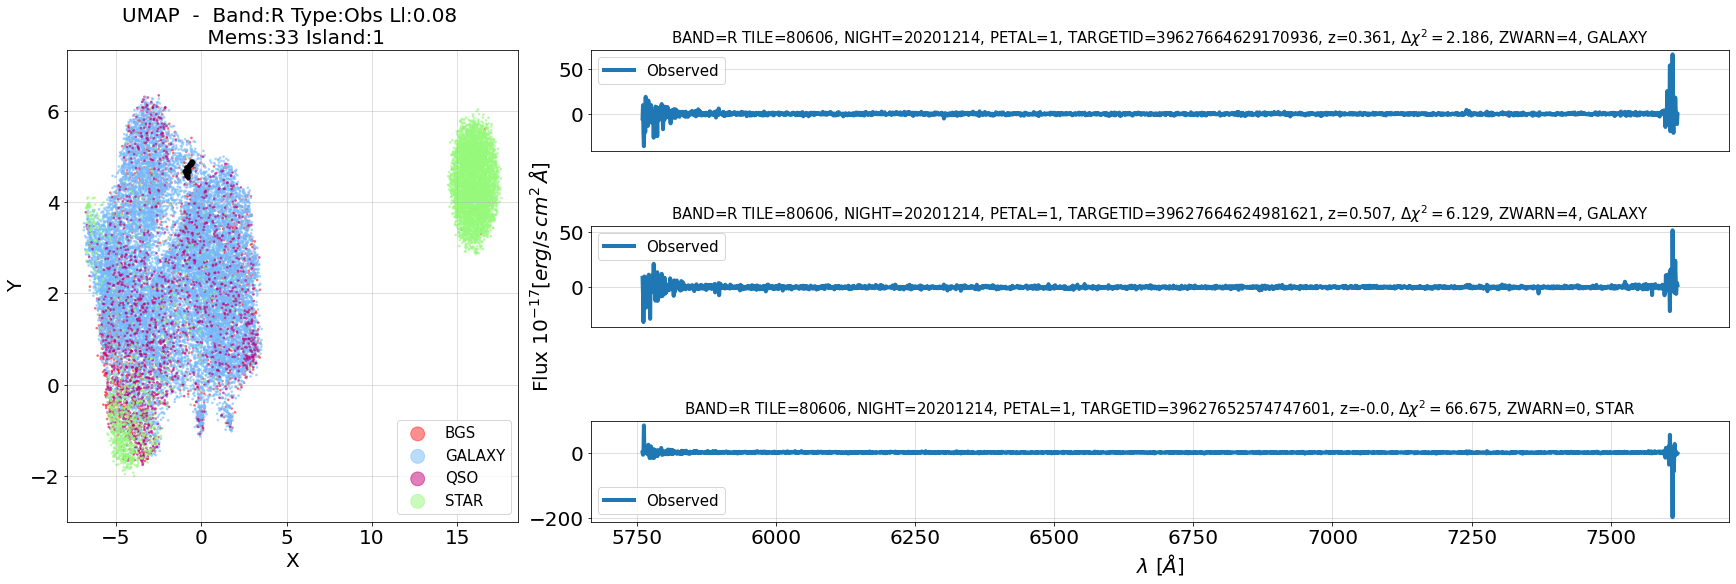 UMAP - Band:R Type:Obs Ll:0.08
Mems:33 Island:1
Y
6
4
2
0
−2
−5
0
5
10
15
X
BGS
GALAXY
QSO
STAR
Flux 10⁻¹⁷[erg/s cm² Å]
BAND=R TILE=80606, NIGHT=20201214, PETAL=1, TARGETID=39627664629170936, z=0.361, Δχ² = 2.186, ZWARN=4, GALAXY
50
0
Observed
BAND=R TILE=80606, NIGHT=20201214, PETAL=1, TARGETID=39627664624981621, z=0.507, Δχ² = 6.129, ZWARN=4, GALAXY
50
0
Observed
BAND=R TILE=80606, NIGHT=20201214, PETAL=1, TARGETID=39627652574747601, z=-0.0, Δχ² = 66.675, ZWARN=0, STAR
0
−200
Observed
5750
6000
6250
6500
6750
7000
7250
7500
λ [Å]